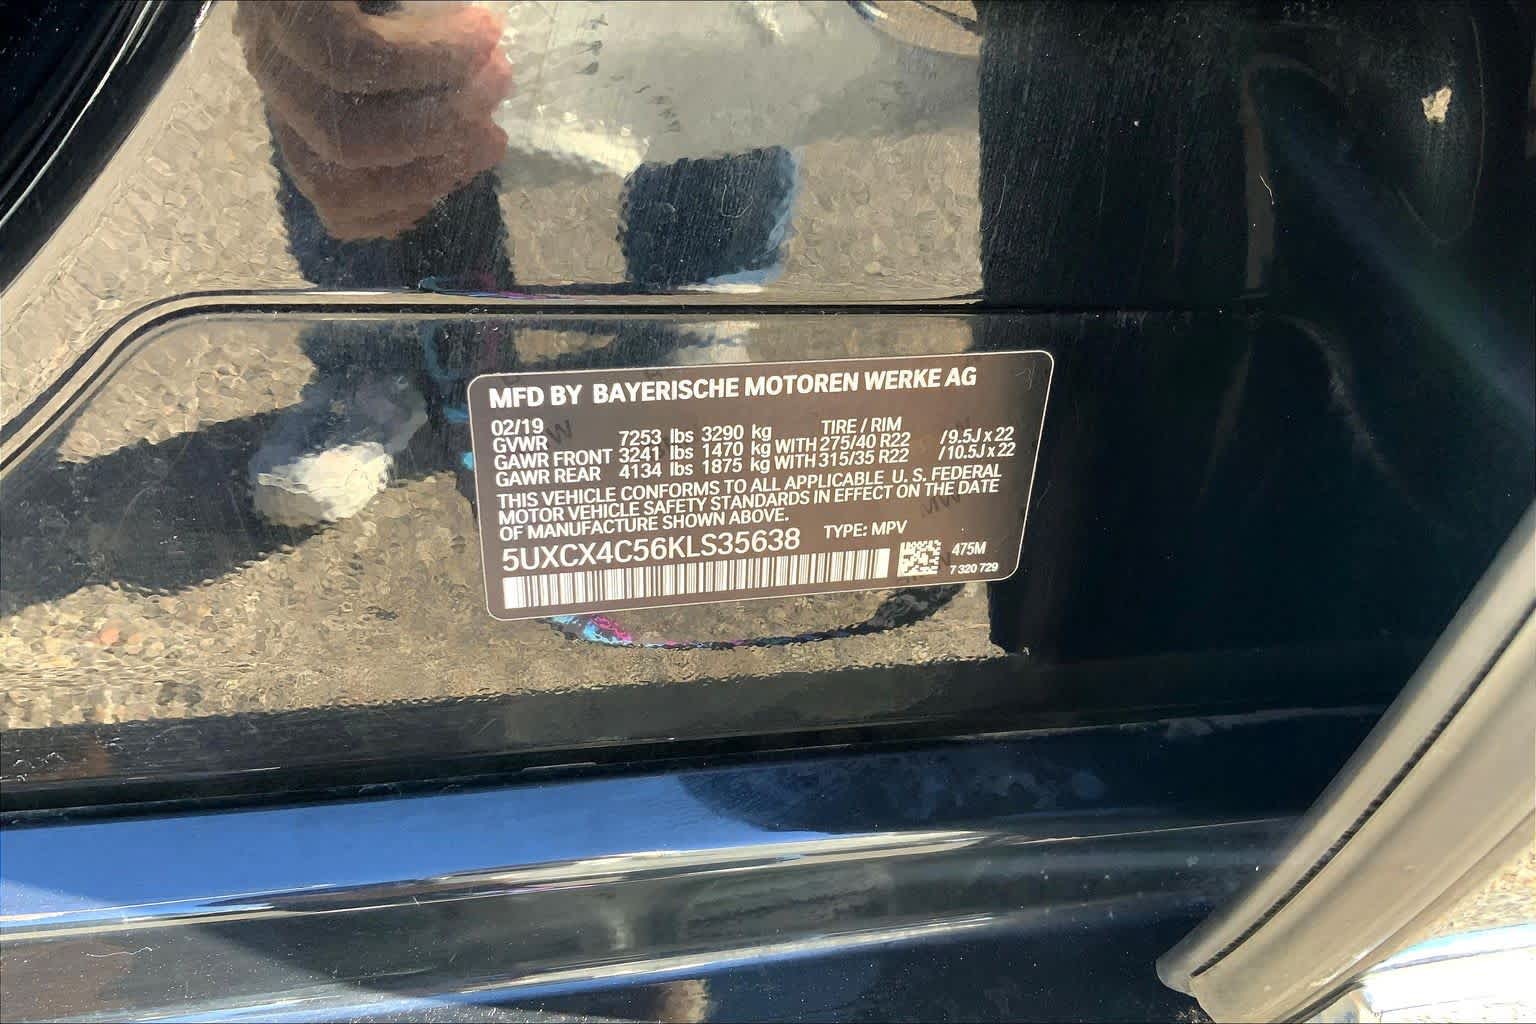 MFD BY BAYERISCHE MOTOREN WERKE AG
02/19 TIRE / RIM
GVWR 7253 lbs 3290 kg
GAWR FRONT 3241 lbs 1470 kg WITH 275/40 R22 /9.5J x 22
GAWR REAR 4134 lbs 1875 kg WITH 315/35 R22 /10.5J x 22
THIS VEHICLE CONFORMS TO ALL APPLICABLE U. S. FEDERAL
MOTOR VEHICLE SAFETY STANDARDS IN EFFECT ON THE DATE
OF MANUFACTURE SHOWN ABOVE.
TYPE: MPV
5UXCX4C56KLS35638
475M
7 320 729